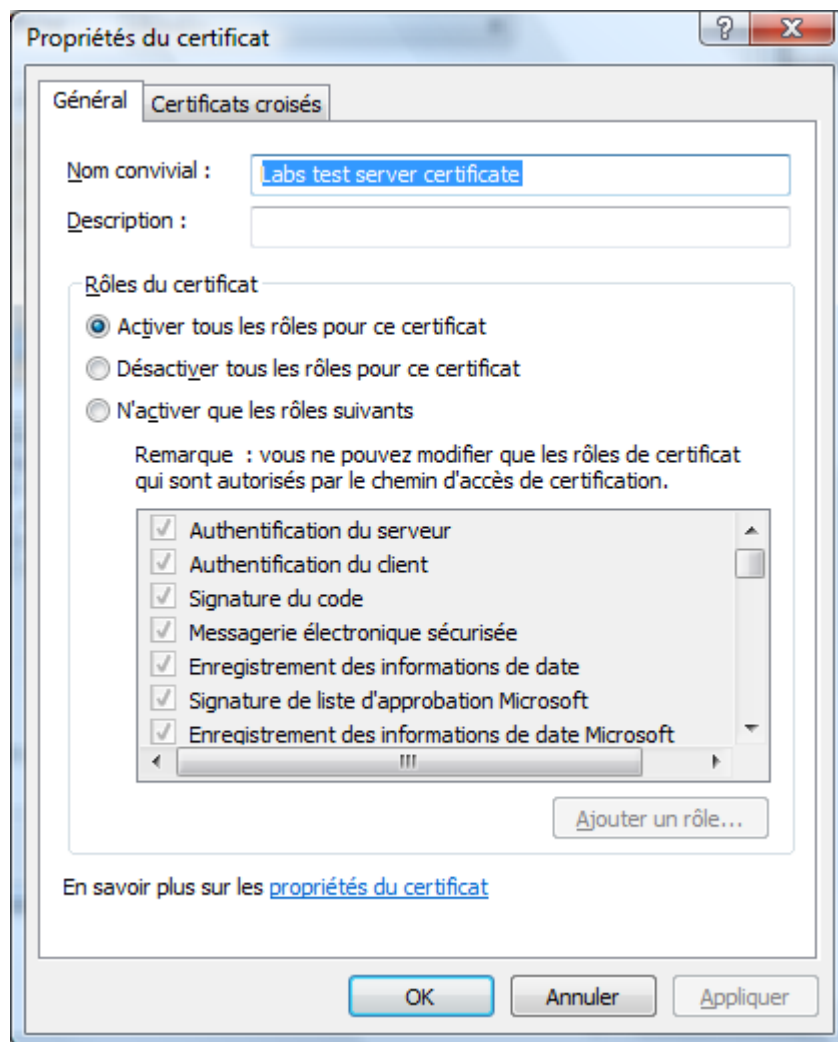 Propriétés du certificat
Général
Certificats croisés
Nom convivial :
Labs test server certificate
Description :
Rôles du certificat
Activer tous les rôles pour ce certificat
Désactiver tous les rôles pour ce certificat
N'activer que les rôles suivants
Remarque : vous ne pouvez modifier que les rôles de certificat
qui sont autorisés par le chemin d'accès de certification.
Authentification du serveur
Authentification du client
Signature du code
Messagerie électronique sécurisée
Enregistrement des informations de date
Signature de liste d'approbation Microsoft
Enregistrement des informations de date Microsoft
Ajouter un rôle...
En savoir plus sur les propriétés du certificat
OK
Annuler
Appliquer